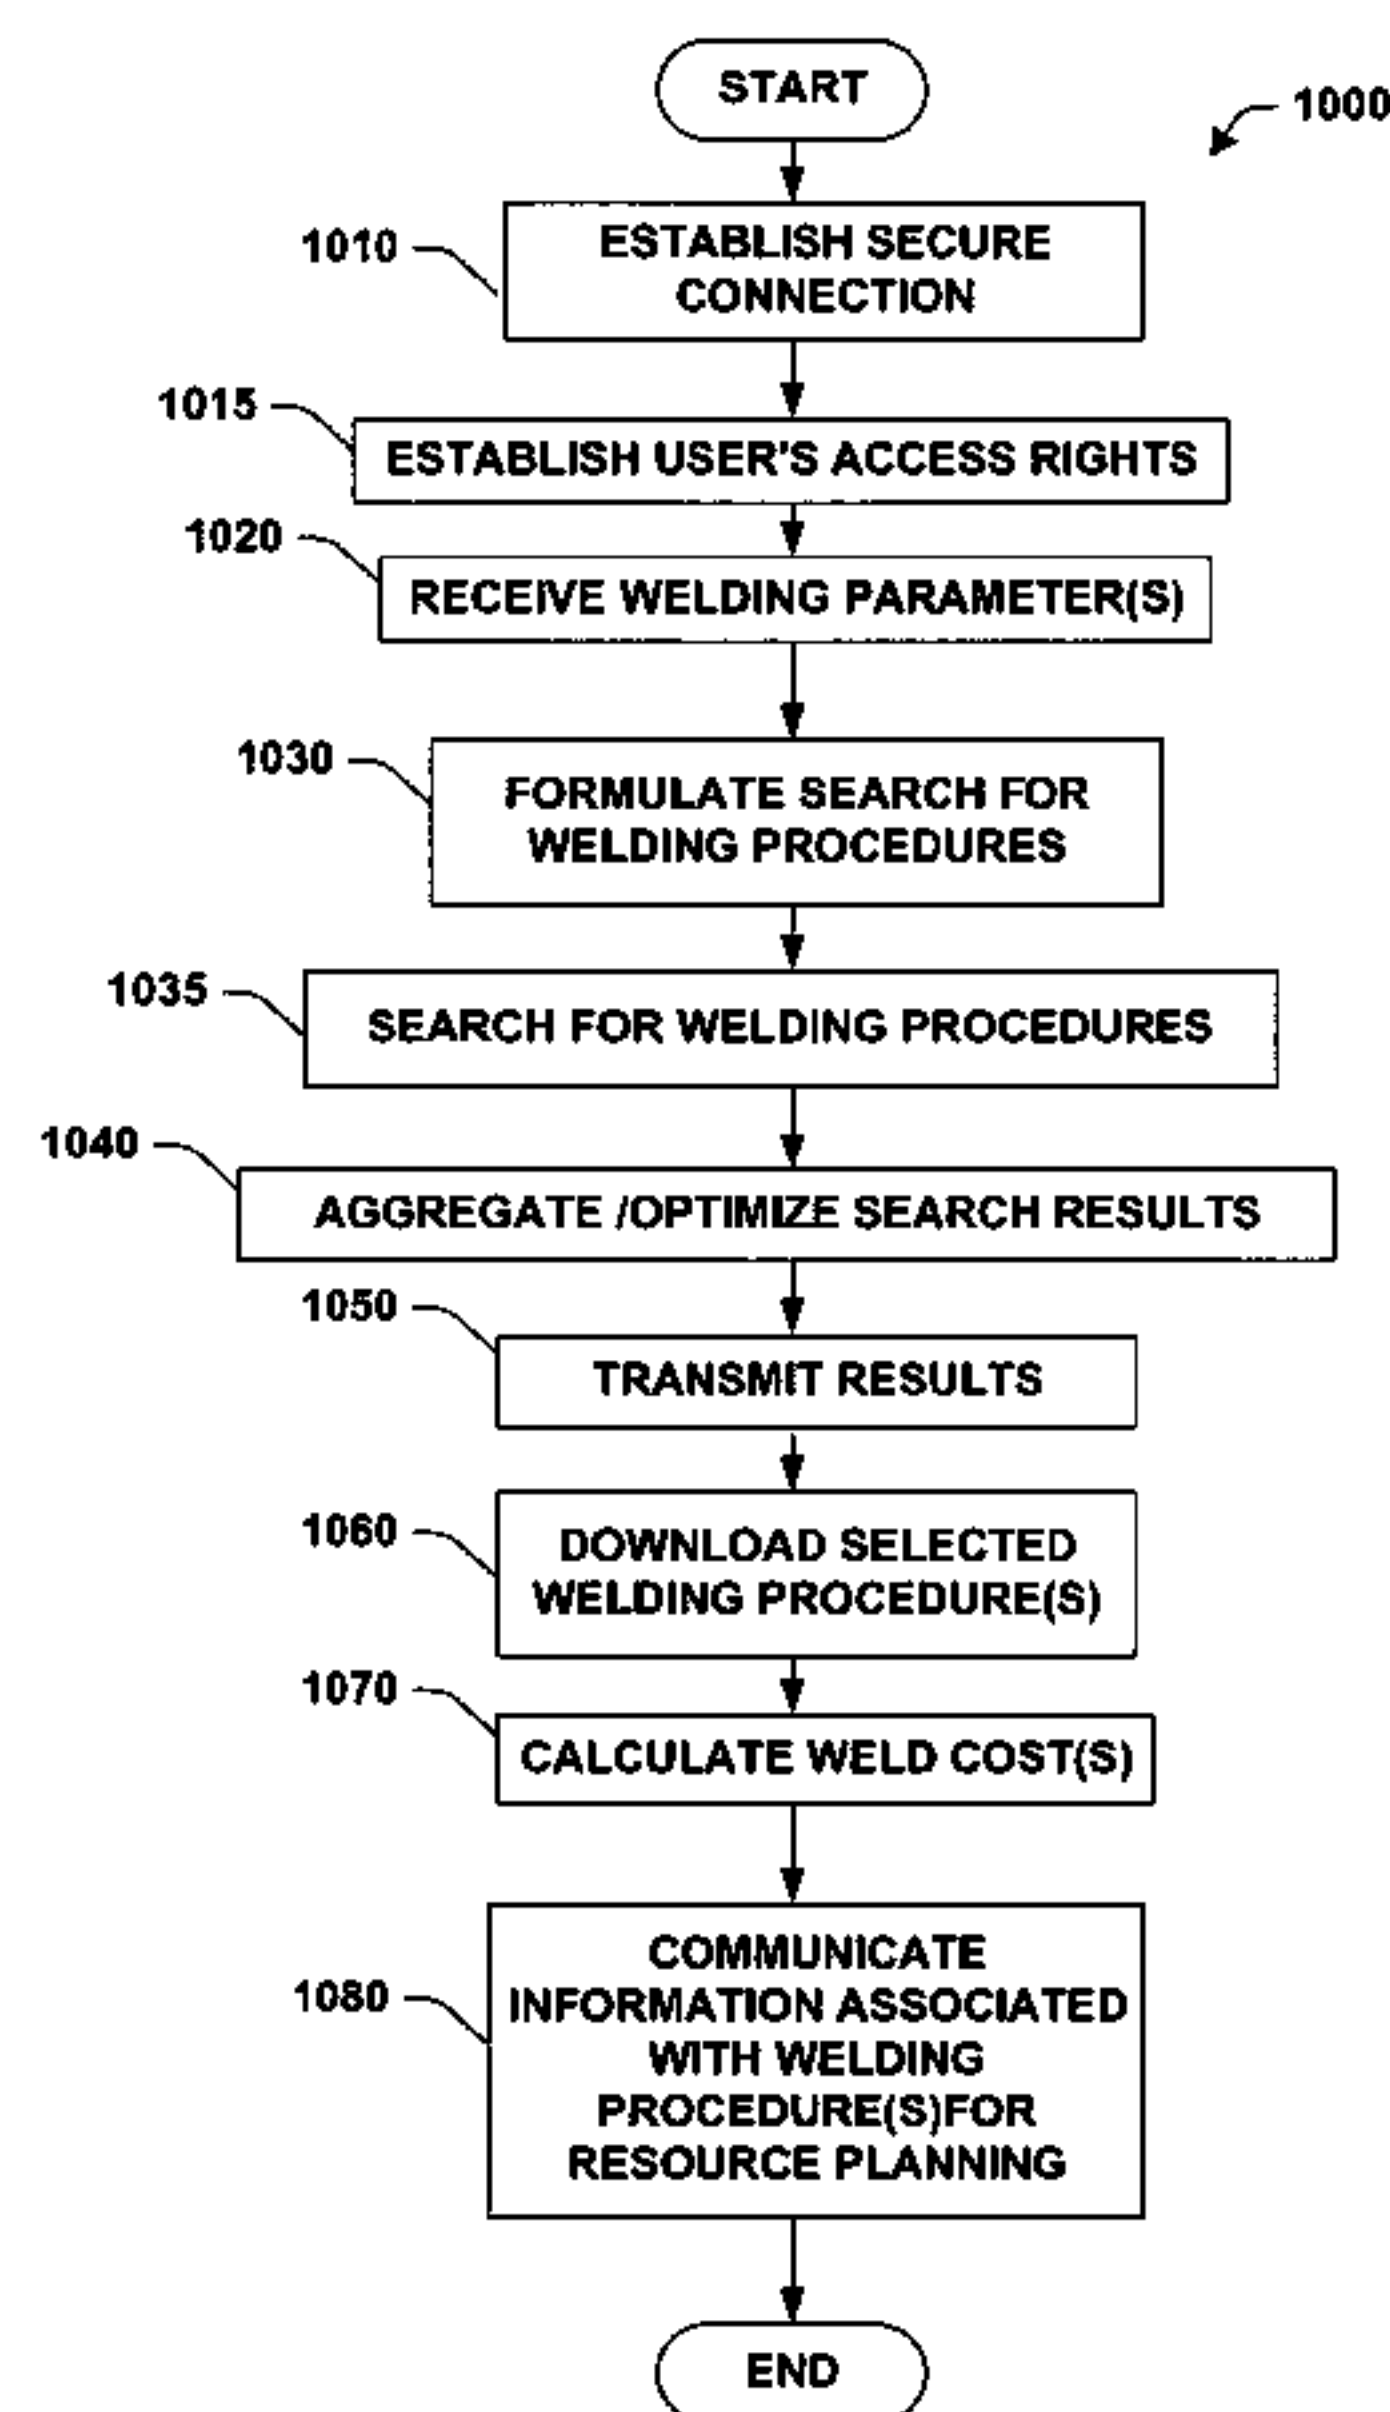 START
1000
1010
ESTABLISH SECURE
CONNECTION
1015
ESTABLISH USER'S ACCESS RIGHTS
1020
RECEIVE WELDING PARAMETER(S)
1030
FORMULATE SEARCH FOR
WELDING PROCEDURES
1035
SEARCH FOR WELDING PROCEDURES
1040
AGGREGATE /OPTIMIZE SEARCH RESULTS
1050
TRANSMIT RESULTS
1060
DOWNLOAD SELECTED
WELDING PROCEDURE(S)
1070
CALCULATE WELD COST(S)
1080
COMMUNICATE
INFORMATION ASSOCIATED
WITH WELDING
PROCEDURE(S)FOR
RESOURCE PLANNING
END